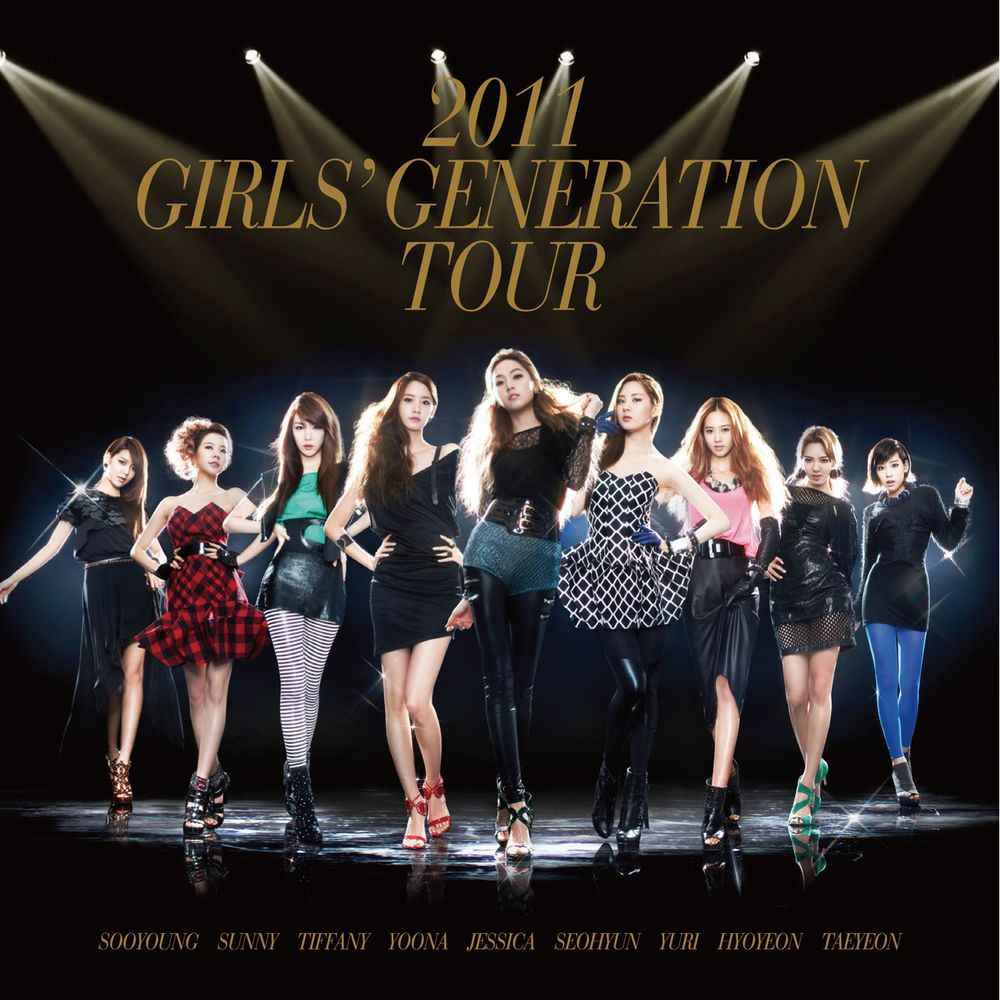 2011
GIRLS' GENERATION
TOUR
SOOYOUNG SUNNY TIFFANY YOONA JESSICA SEOHYUN YURI HYOYEON TAEYEON